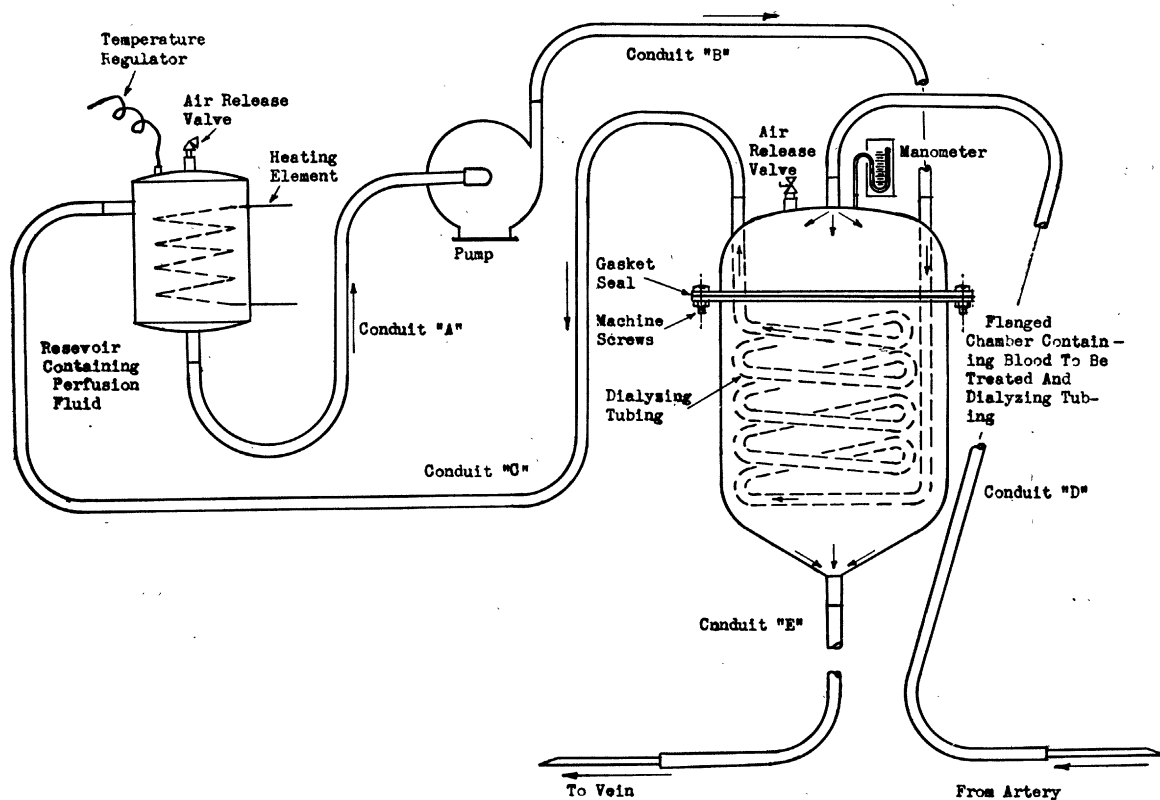 Temperature
Regulator
Air Release
Valve
Heating
Element
Conduit "B"
Air
Release
Valve
Manometer
Pump
Gasket
Seal
Machine
Screws
Conduit "A"
Resevoir
Containing
Perfusion
Fluid
Flanged
Chamber Contain-
ing Blood To Be
Treated And
Dialyzing Tub-
ing
Dialyzing
Tubing
Conduit "C"
Conduit "D"
Conduit "E"
To Vein
From Artery